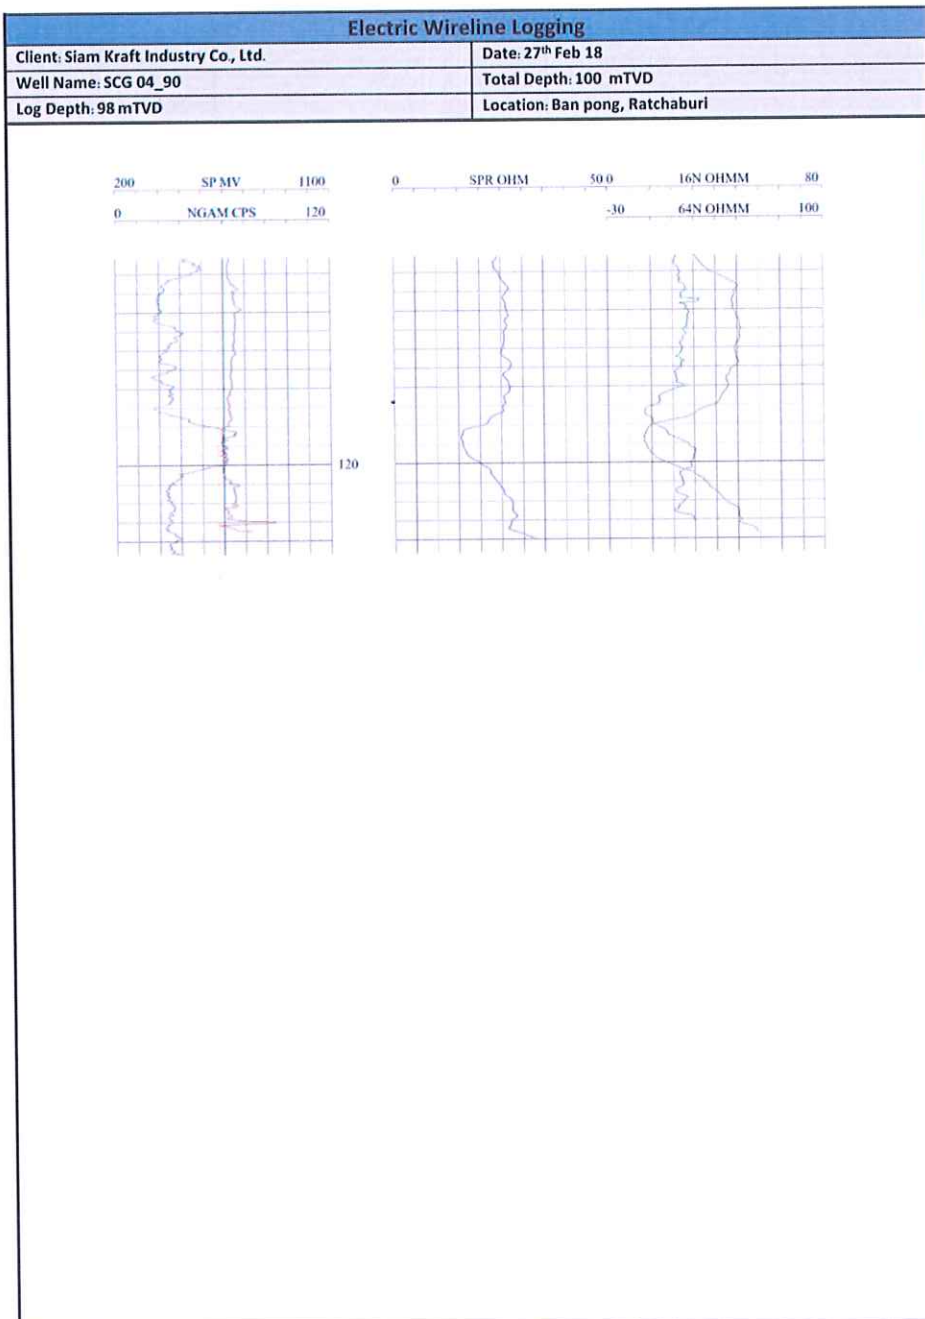 Electric Wireline Logging
Client: Siam Kraft Industry Co., Ltd. Date: 27th Feb 18
Well Name: SCG 04_90 Total Depth: 100 mTVD
Log Depth: 98 mTVD Location: Ban pong, Ratchaburi
200 SP MV 1100 0 SPR OHM 50 0 16N OHMM 80
0 NGAM CPS 120 -30 64N OHMM 100
120